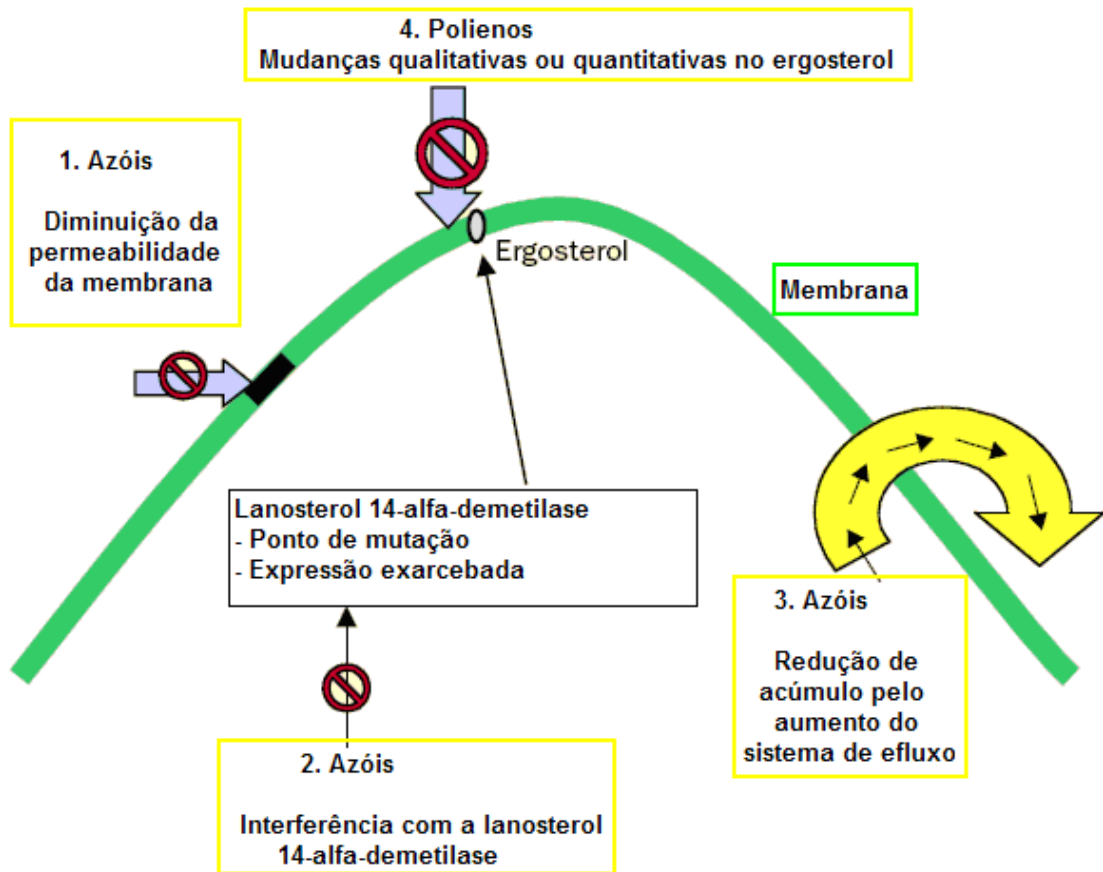 4. Polienos
Mudanças qualitativas ou quantitativas no ergosterol
1. Azóis
Diminuição da
permeabilidade
da membrana
Ergosterol
Membrana
Lanosterol 14-alfa-demetilase
- Ponto de mutação
- Expressão exarcebada
3. Azóis
Redução de
acúmulo pelo
aumento do
sistema de efluxo
2. Azóis
Interferência com a lanosterol
14-alfa-demetilase